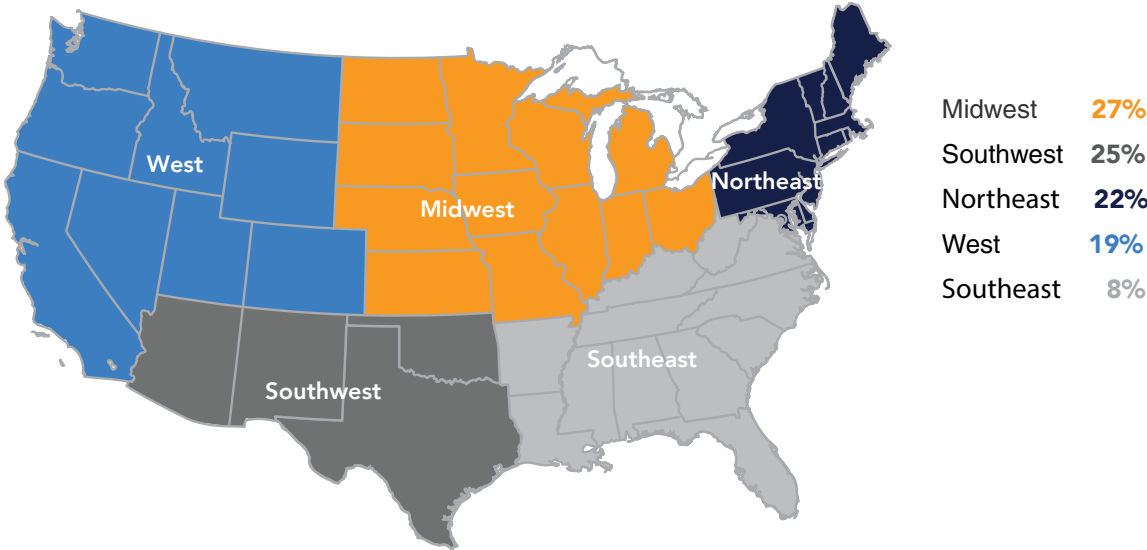 West
Midwest
Northeast
Southwest
Southeast
Midwest 27%
Southwest 25%
Northeast 22%
West 19%
Southeast 8%